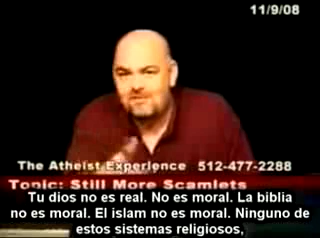 11/9/08
The Atheist Experience 512-477-2288
Topic: Still More Scamlets
Tu dios no es real. No es moral. La biblia
no es moral. El islam no es moral. Ninguno de
estos sistemas religiosos,